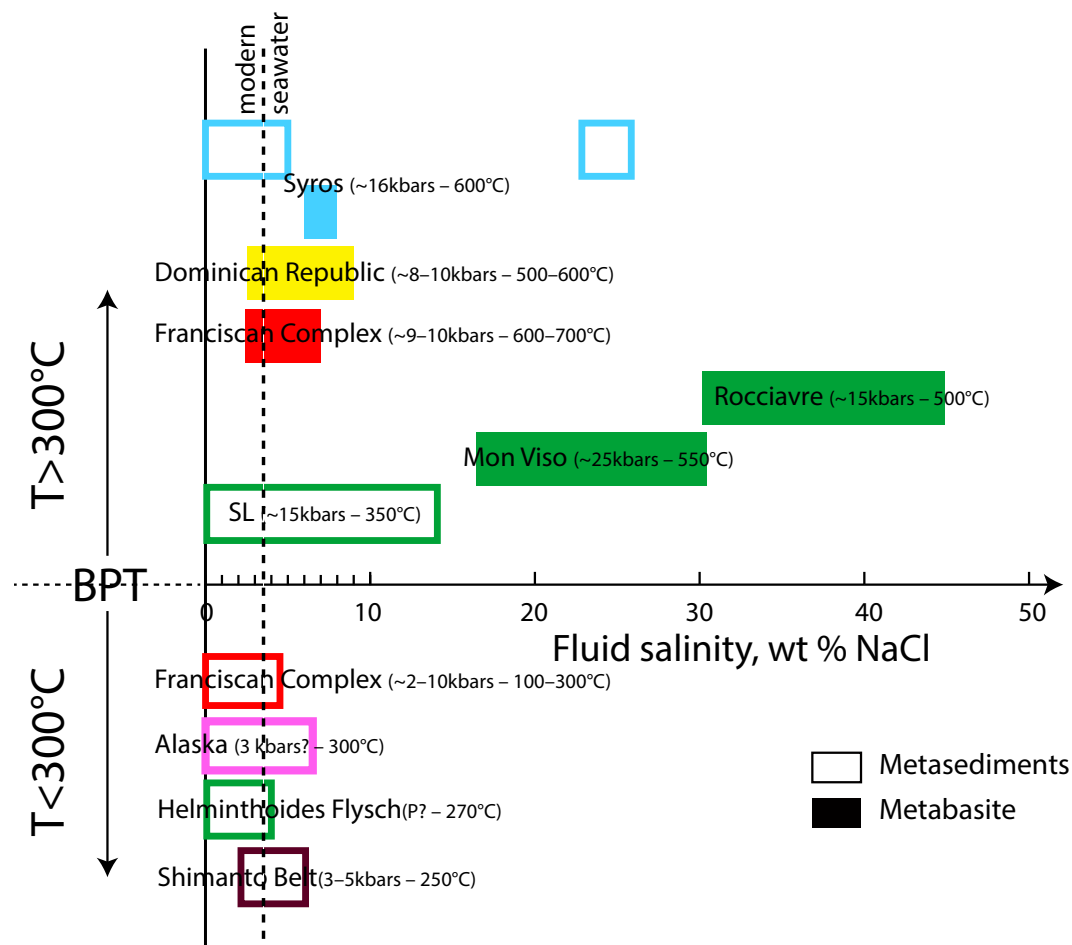 modern
seawater
Syros (~16kbars – 600°C)
Dominican Republic (~8–10kbars – 500–600°C)
Franciscan Complex (~9–10kbars – 600–700°C)
Rocciavre (~15kbars – 500°C)
Mon Viso (~25kbars – 550°C)
SL (~15kbars – 350°C)
T>300°C
BPT
0 10 20 30 40 50
Fluid salinity, wt % NaCl
T<300°C
Franciscan Complex (~2–10kbars – 100–300°C)
Alaska (3 kbars? – 300°C)
Helminthoides Flysch(P? – 270°C)
Shimanto Belt(3–5kbars – 250°C)
Metasediments
Metabasite